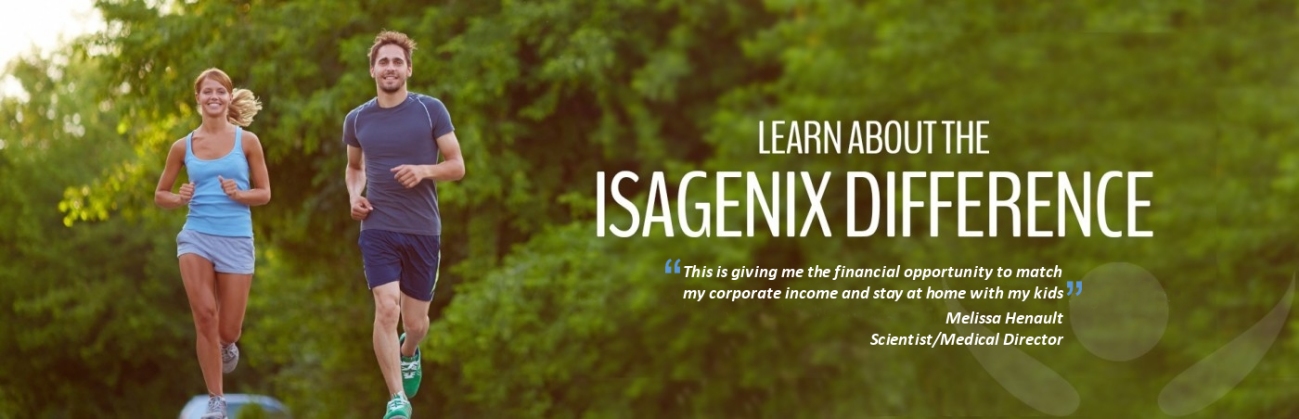 LEARN ABOUT THE
ISAGENIX DIFFERENCE
“This is giving me the financial opportunity to match
my corporate income and stay at home with my kids”
Melissa Henault
Scientist/Medical Director